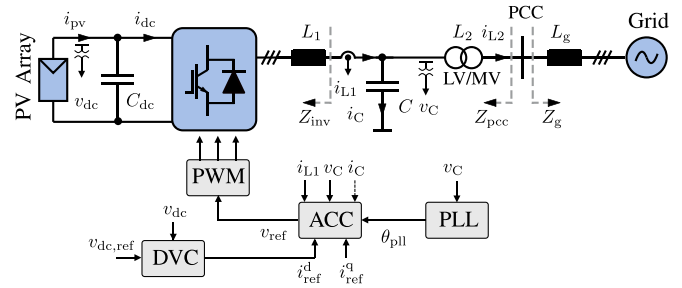 i_pv i_dc L_1 L_2 i_L2 PCC L_g Grid
PV Array
v_dc C_dc
i_L1 i_C C v_C LV/MV
Z_inv Z_pcc Z_g
PWM
i_L1 v_C i_C v_C
v_ref ACC θ_pll PLL
v_dc
v_dc,ref DVC
i^d_ref i^q_ref